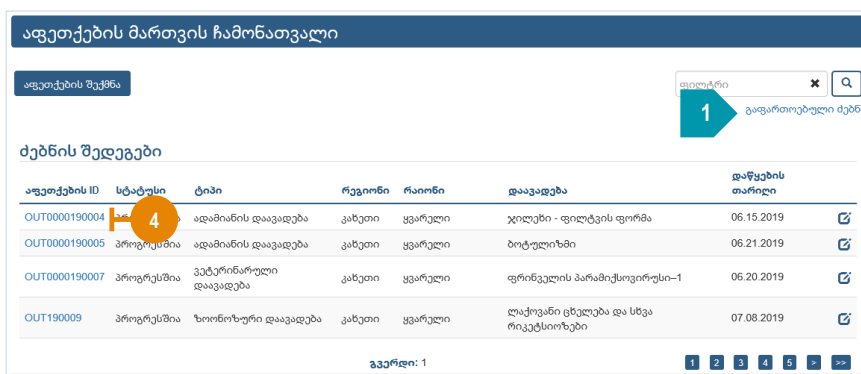 აფეთქების მართვის ჩამონათვალი
აფეთქების შექმნა
ფილტრი
1
გაფართოებული ძებნ
ძებნის შედეგები
აფეთქების ID სტატუსი ტიპი რეგიონი რაიონი დაავადება დაწყების თარიღი
OUT0000190004 4 ადამიანის დაავადება კახეთი ყვარელი ჯილეხი - ფილტვის ფორმა 06.15.2019
OUT0000190005 პროგრესშია ადამიანის დაავადება კახეთი ყვარელი ბოტულიზმი 06.21.2019
OUT0000190007 პროგრესშია ვეტერინარული დაავადება კახეთი ყვარელი ფრინველის პარამიქსოვირუსი–1 06.20.2019
OUT190009 პროგრესშია ზოონოზური დაავადება კახეთი ყვარელი ლაქოვანი ცხელება და სხვა რიკეტსიოზები 07.08.2019
გვერდი: 1
1 2 3 4 5 > >>